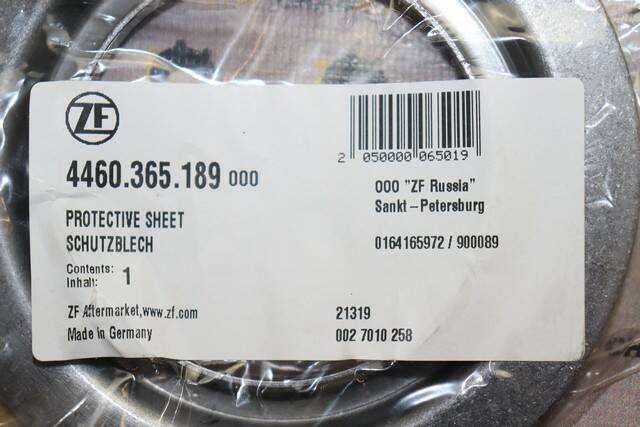 ZF
4460.365.189 000
PROTECTIVE SHEET
SCHUTZBLECH
Contents:
Inhalt: 1
ZF Aftermarket,www.zf.com
Made in Germany
2 050000 065019
OOO "ZF Russia"
Sankt-Petersburg
0164165972 / 900089
21319
002 7010 258